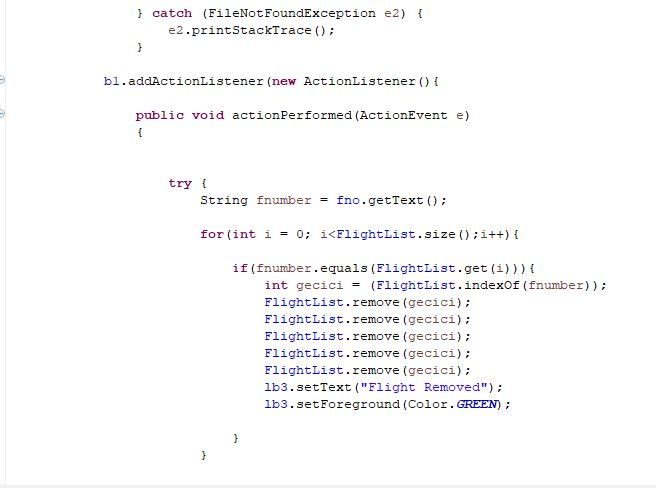 } catch (FileNotFoundException e2) {
e2.printStackTrace();
}
bl.addActionListener(new ActionListener(){
public void actionPerformed(ActionEvent e)
{
try {
String fnumber = fno.getText();
for(int i = 0; i<FlightList.size();i++){
if(fnumber.equals(FlightList.get(i))){
int gecici = (FlightList.indexOf(fnumber));
FlightList.remove(gecici);
FlightList.remove(gecici);
FlightList.remove(gecici);
FlightList.remove(gecici);
FlightList.remove(gecici);
lb3.setText("Flight Removed");
lb3.setForeground(Color.GREEN);
}
}